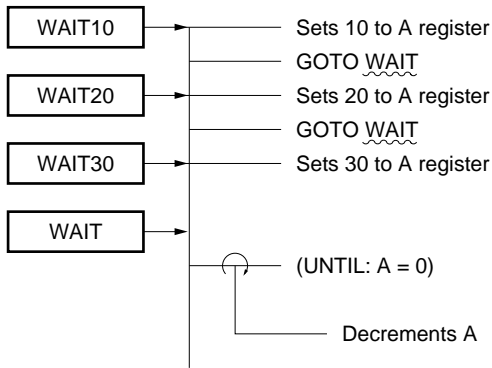 WAIT10
Sets 10 to A register
GOTO WAIT
WAIT20
Sets 20 to A register
GOTO WAIT
WAIT30
Sets 30 to A register
WAIT
(UNTIL: A = 0)
Decrements A